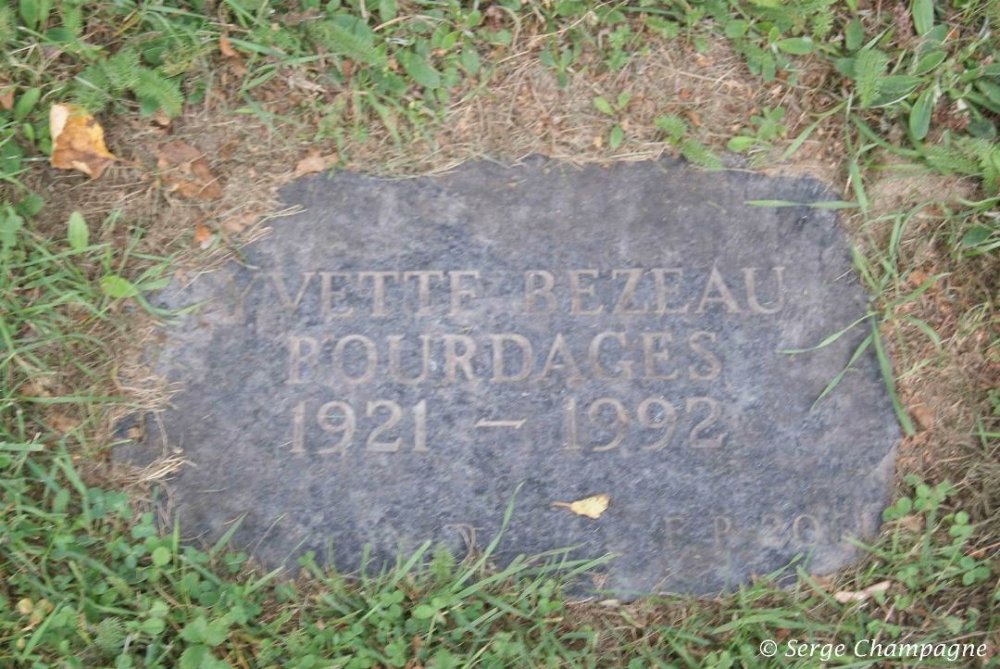 YVETTE BEZEAU
BOURDAGES
1921 – 1992
© Serge Champagne